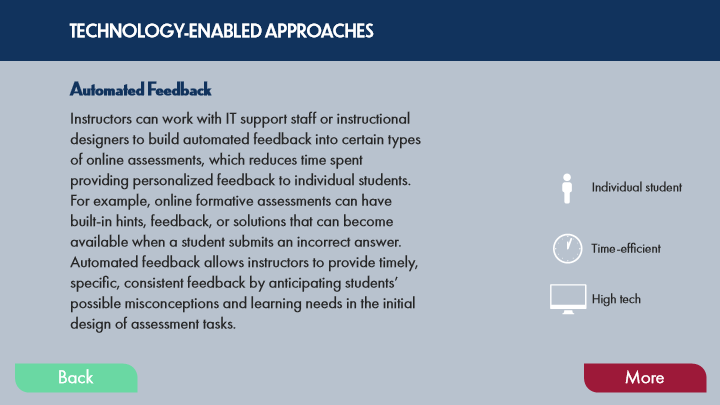 TECHNOLOGY-ENABLED APPROACHES
Automated Feedback
Instructors can work with IT support staff or instructional
designers to build automated feedback into certain types
of online assessments, which reduces time spent
providing personalized feedback to individual students.
For example, online formative assessments can have
built-in hints, feedback, or solutions that can become
available when a student submits an incorrect answer.
Automated feedback allows instructors to provide timely,
specific, consistent feedback by anticipating students’
possible misconceptions and learning needs in the initial
design of assessment tasks.
Individual student
Time-efficient
High tech
Back
More